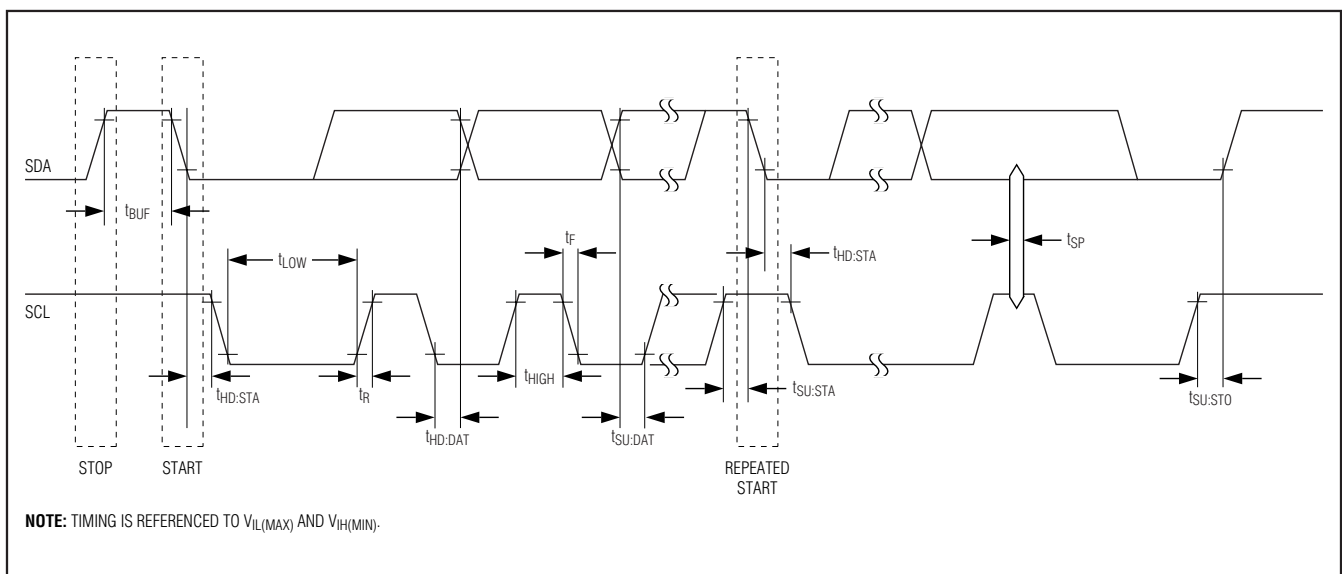 SDA
tBUF
tLOW
tF
tHD:STA
tSP
SCL
tHD:STA
tR
tHIGH
tHD:DAT
tSU:DAT
tSU:STA
tSU:STO
STOP
START
REPEATED
START
NOTE: TIMING IS REFERENCED TO VIL(MAX) AND VIH(MIN).